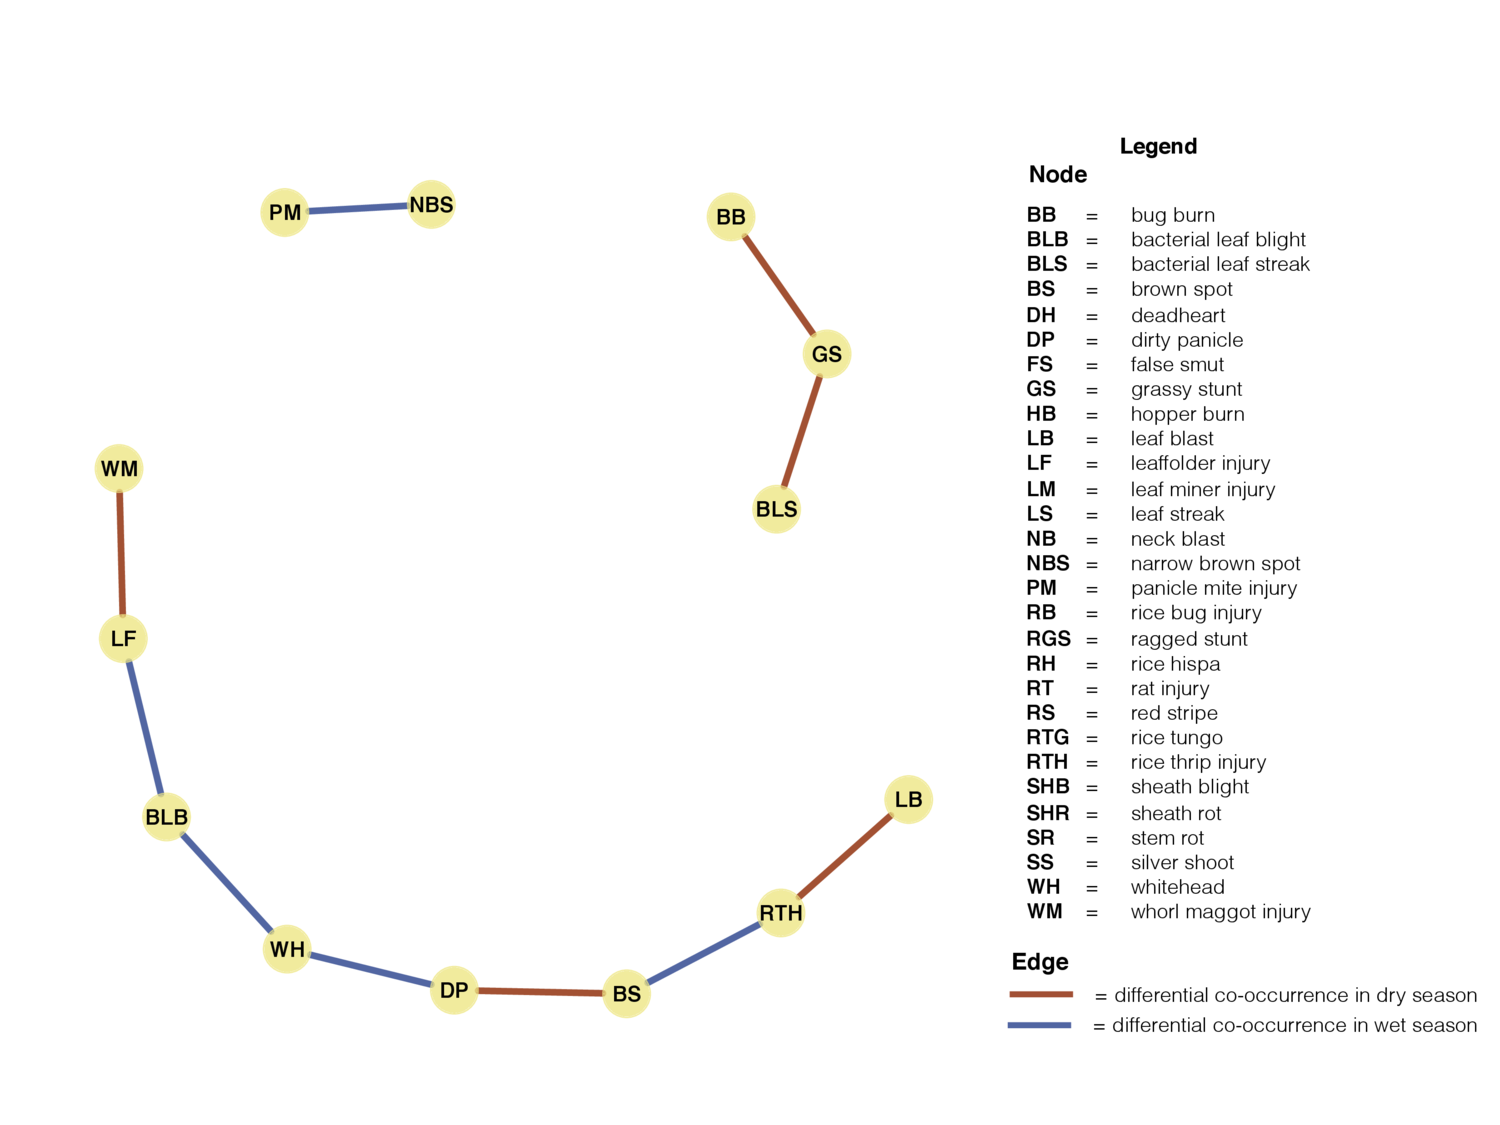 PM
NBS
BB
GS
BLS
WM
LF
BLB
WH
DP
BS
RTH
LB
Legend
Node
BB = bug burn
BLB = bacterial leaf blight
BLS = bacterial leaf streak
BS = brown spot
DH = deadheart
DP = dirty panicle
FS = false smut
GS = grassy stunt
HB = hopper burn
LB = leaf blast
LF = leaffolder injury
LM = leaf miner injury
LS = leaf streak
NB = neck blast
NBS = narrow brown spot
PM = panicle mite injury
RB = rice bug injury
RGS = ragged stunt
RH = rice hispa
RT = rat injury
RS = red stripe
RTG = rice tungo
RTH = rice thrip injury
SHB = sheath blight
SHR = sheath rot
SR = stem rot
SS = silver shoot
WH = whitehead
WM = whorl maggot injury
Edge
= differential co-occurrence in dry season
= differential co-occurrence in wet season